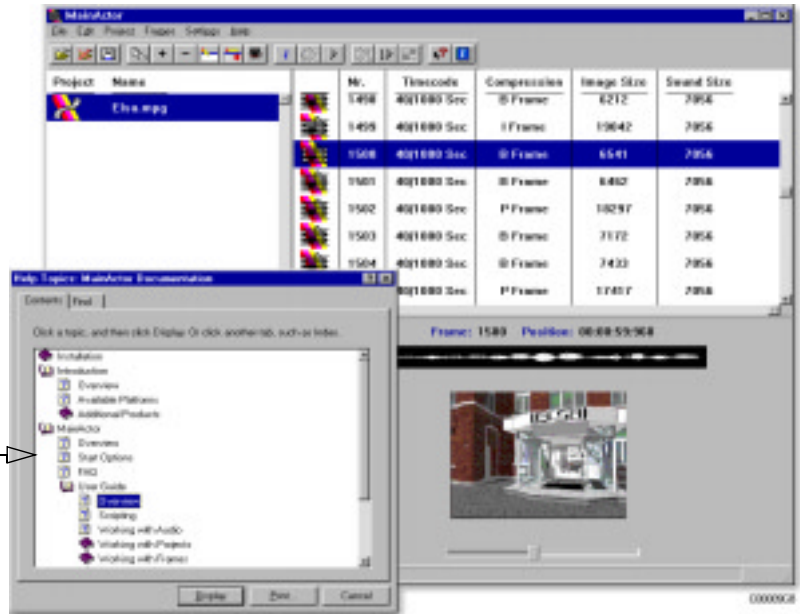 MainActor
File Edit Project Frames Settings Help
Project Name
Elsa.mpg
Nr. Timecode Compression Image Size Sound Size
1498 40/1000 Sec B Frame 6212 7056
1499 40/1000 Sec I Frame 19042 7056
1500 40/1000 Sec B Frame 6541 7056
1501 40/1000 Sec B Frame 6462 7056
1502 40/1000 Sec P Frame 18297 7056
1503 40/1000 Sec B Frame 7172 7056
1504 40/1000 Sec B Frame 7433 7056
40/1000 Sec P Frame 17417 7056
Frame: 1500 Position: 00:00:59:960
Help Topics: MainActor Documentation
Contents Find
Click a topic, and then click Display. Or click another tab, such as Index.
Installation
Introduction
Overview
Available Platforms
Additional Products
MainActor
Overview
Start Options
FAQ
User Guide
Overview
Scripting
Working with Audio
Working with Projects
Working with Frames
Display Print... Cancel